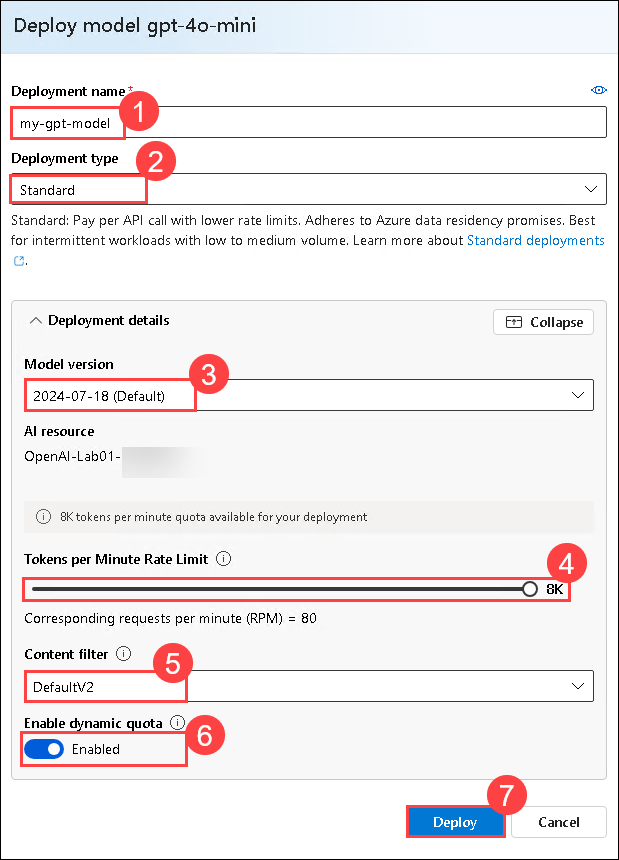 Deploy model gpt-4o-mini
Deployment name*
1
my-gpt-model
Deployment type
2
Standard
Standard: Pay per API call with lower rate limits. Adheres to Azure data residency promises. Best
for intermittent workloads with low to medium volume. Learn more about Standard deployments
.
Deployment details
Collapse
Model version
3
2024-07-18 (Default)
AI resource
OpenAI-Lab01-
8K tokens per minute quota available for your deployment
Tokens per Minute Rate Limit
4
8K
Corresponding requests per minute (RPM) = 80
Content filter
5
DefaultV2
Enable dynamic quota
6
Enabled
7
Deploy
Cancel